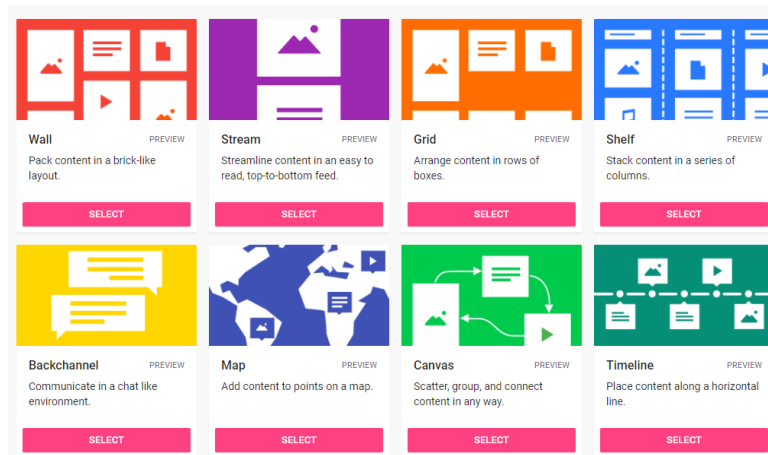 Wall PREVIEW
Pack content in a brick-like
layout.
SELECT
Stream PREVIEW
Streamline content in an easy to
read, top-to-bottom feed.
SELECT
Grid PREVIEW
Arrange content in rows of
boxes.
SELECT
Shelf PREVIEW
Stack content in a series of
columns.
SELECT
Backchannel PREVIEW
Communicate in a chat like
environment.
SELECT
Map PREVIEW
Add content to points on a map.
SELECT
Canvas PREVIEW
Scatter, group, and connect
content in any way.
SELECT
Timeline PREVIEW
Place content along a horizontal
line.
SELECT